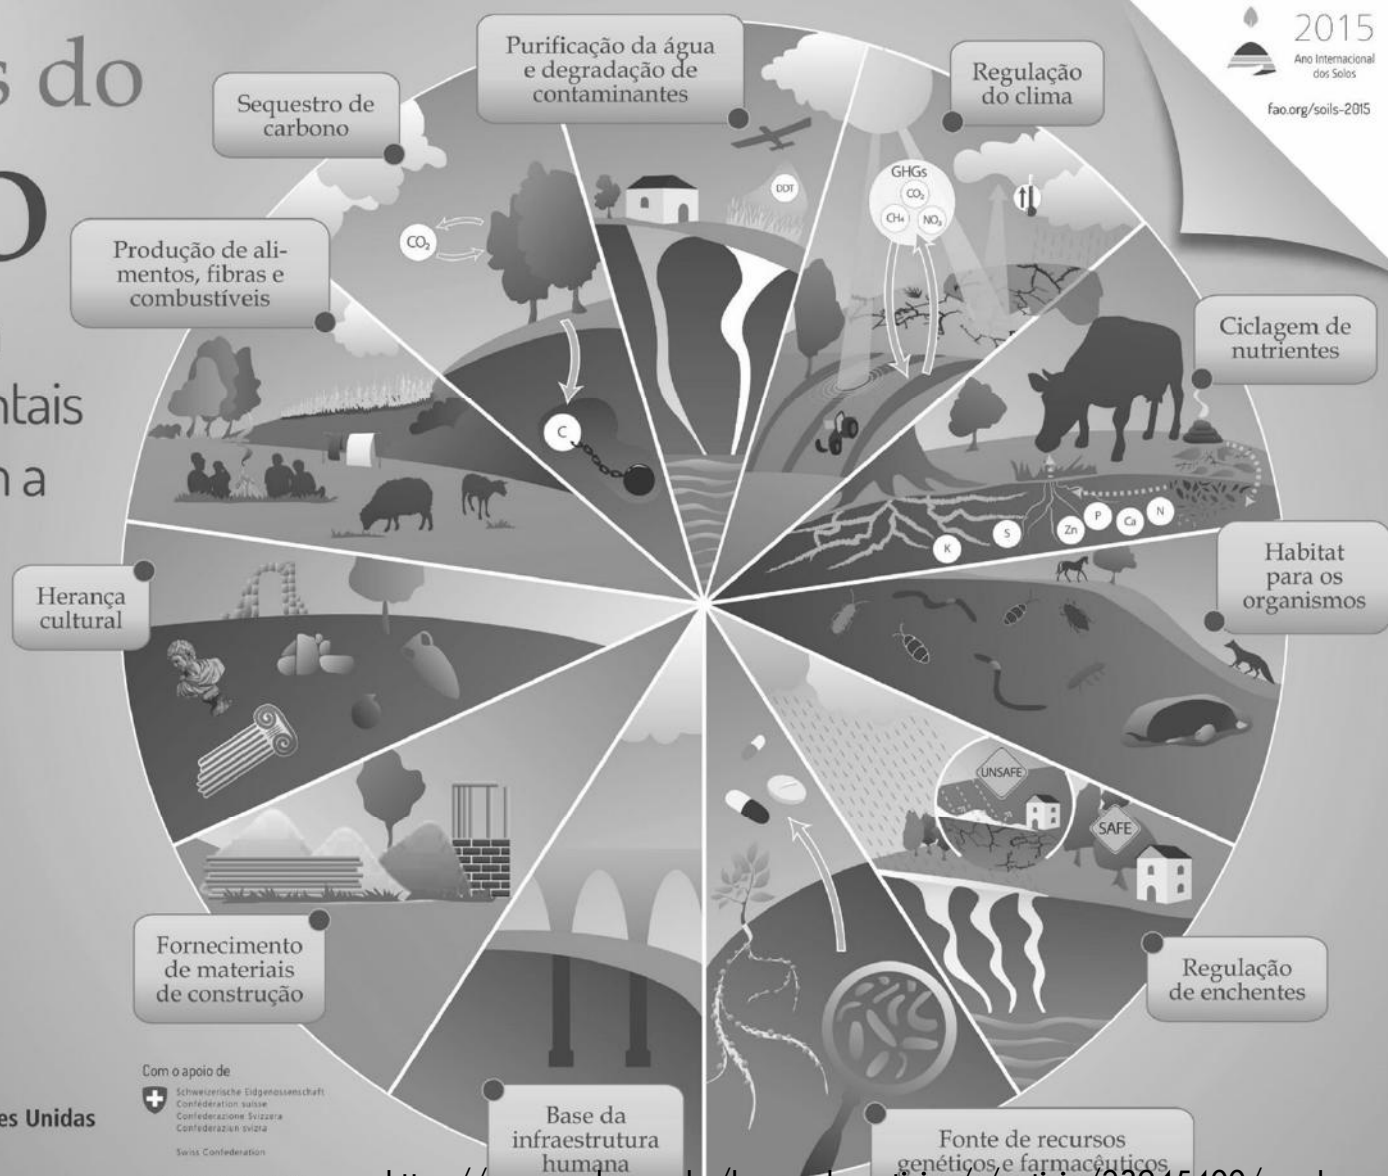 s do
ntais
n a
2015
Ano Internacional
dos Solos
fao.org/soils-2015
Purificação da água
e degradação de
contaminantes
Regulação
do clima
Sequestro de
carbono
Produção de ali-
mentos, fibras e
combustíveis
Ciclagem de
nutrientes
Habitat
para os
organismos
Herança
cultural
Fornecimento
de materiais
de construção
Regulação
de enchentes
Base da
infraestrutura
humana
Fonte de recursos
genéticos e farmacêuticos
DDT
GHGs
CO₂
CH₄
NO₃
CO₂
C
K
S
Zn
P
Ca
N
UNSAFE
SAFE
Com o apoio de
Schweizerische Eidgenossenschaft
Confédération suisse
Confederazione Svizzera
Confederaziun svizra
Swiss Confederation
es Unidas